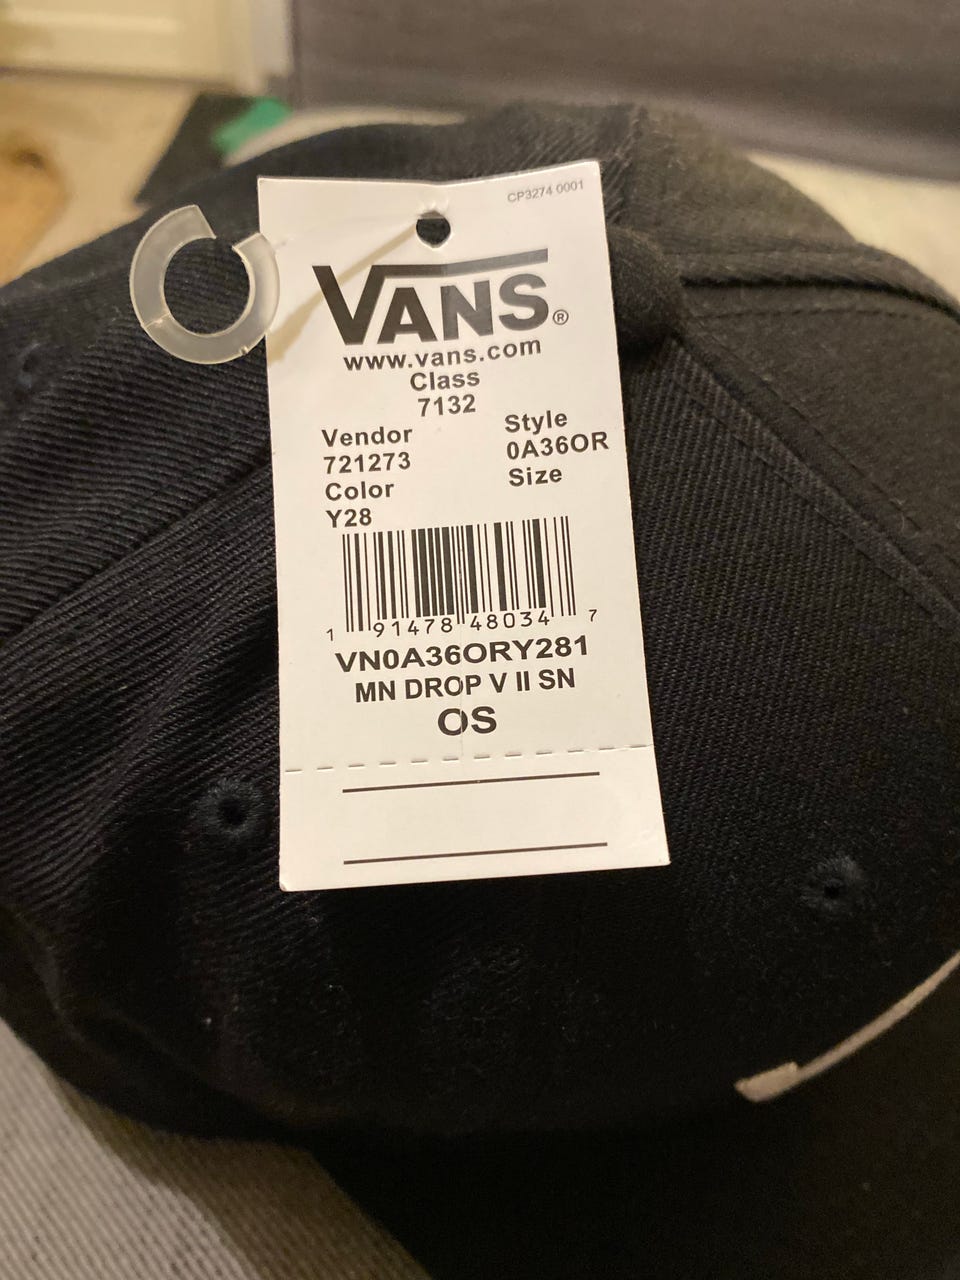 CP3274 0001
VANS®
www.vans.com
Class
7132
Vendor
721273
Style
0A36OR
Color
Y28
Size
1 91478 48034 7
VN0A36ORY281
MN DROP V II SN
OS